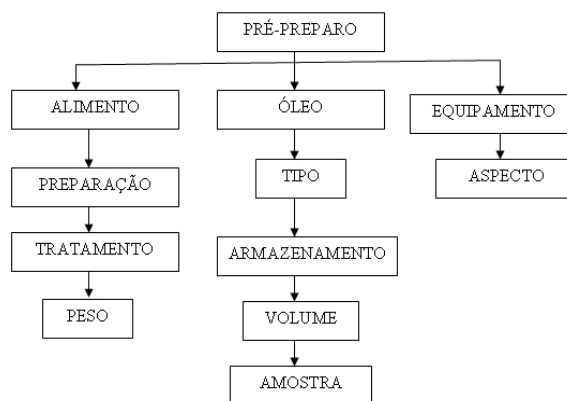 PRÉ-PREPARO
ALIMENTO
ÓLEO
EQUIPAMENTO
PREPARAÇÃO
TIPO
ASPECTO
TRATAMENTO
ARMAZENAMENTO
PESO
VOLUME
AMOSTRA